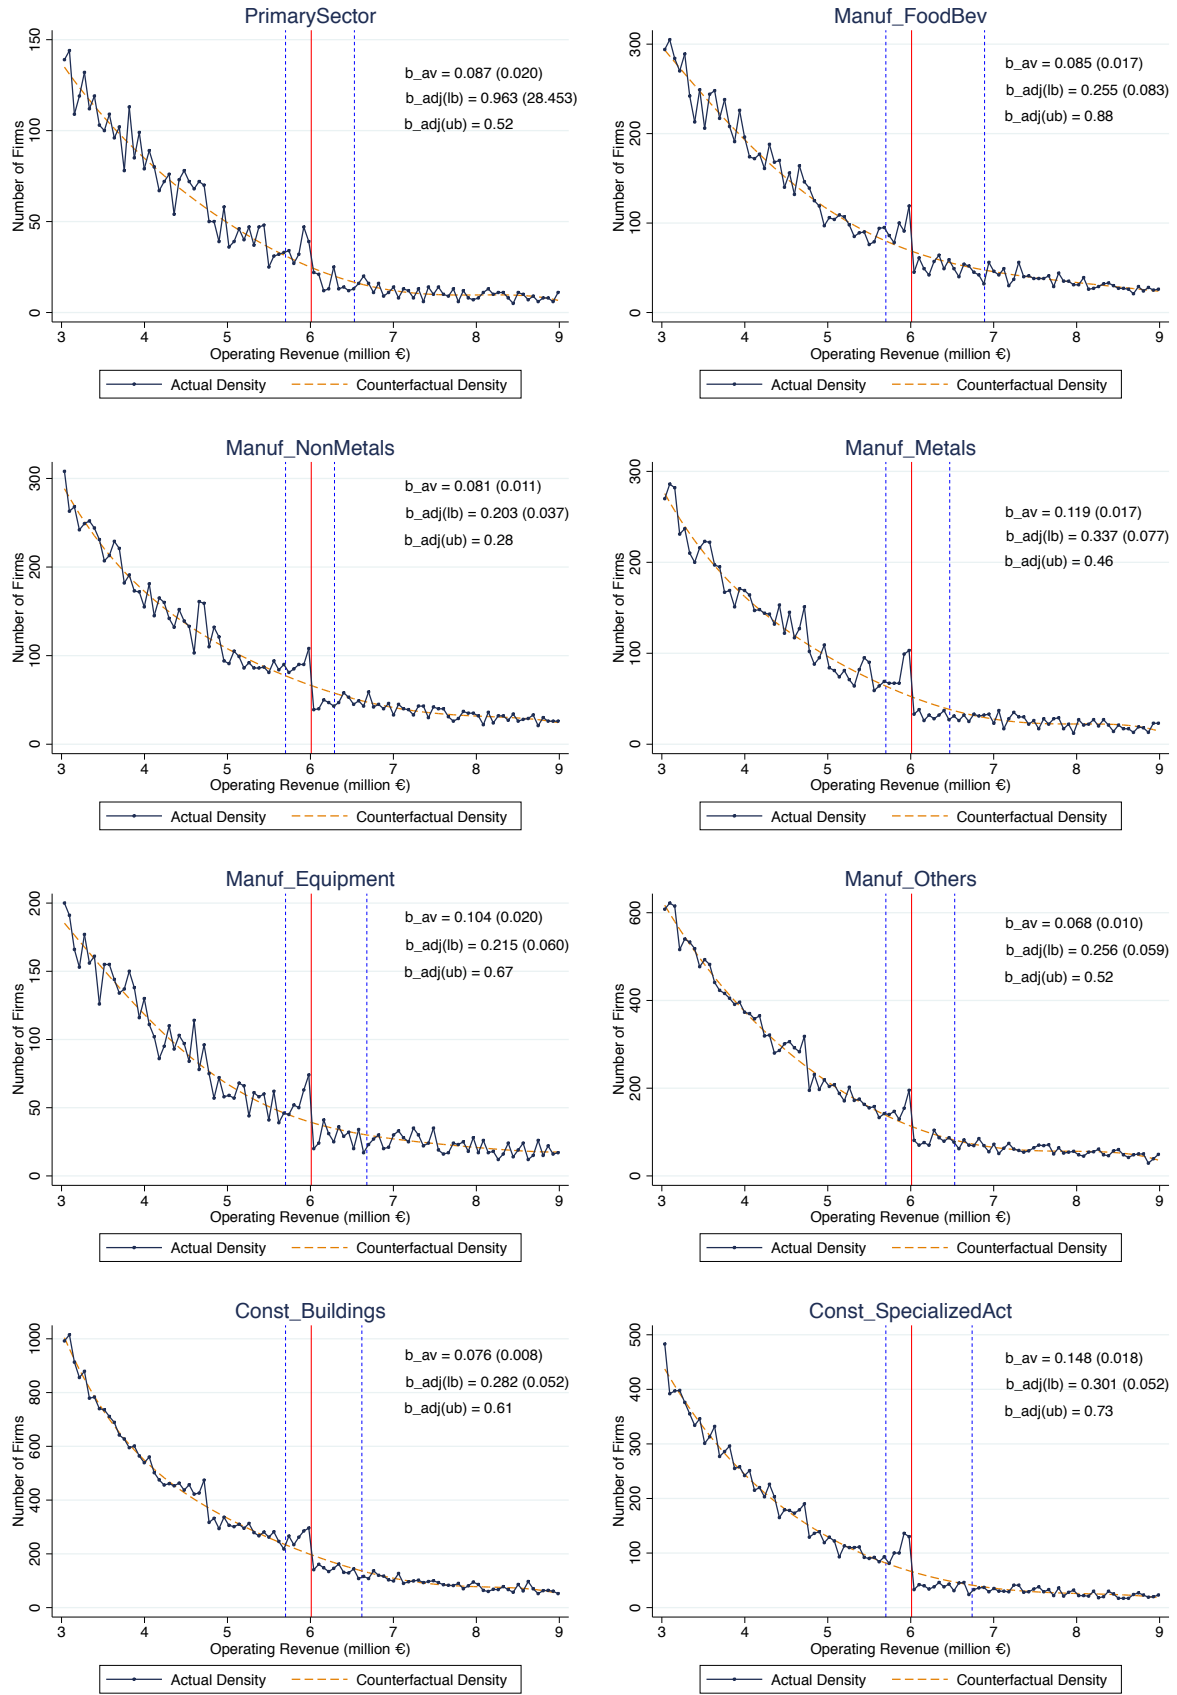 PrimarySector
Number of Firms
150
100
50
0
b_av = 0.087 (0.020)
b_adj(lb) = 0.963 (28.453)
b_adj(ub) = 0.52
3 4 5 6 7 8 9
Operating Revenue (million €)
Actual Density Counterfactual Density
Manuf_FoodBev
Number of Firms
300
200
100
0
b_av = 0.085 (0.017)
b_adj(lb) = 0.255 (0.083)
b_adj(ub) = 0.88
3 4 5 6 7 8 9
Operating Revenue (million €)
Actual Density Counterfactual Density
Manuf_NonMetals
Number of Firms
300
200
100
0
b_av = 0.081 (0.011)
b_adj(lb) = 0.203 (0.037)
b_adj(ub) = 0.28
3 4 5 6 7 8 9
Operating Revenue (million €)
Actual Density Counterfactual Density
Manuf_Metals
Number of Firms
300
200
100
0
b_av = 0.119 (0.017)
b_adj(lb) = 0.337 (0.077)
b_adj(ub) = 0.46
3 4 5 6 7 8 9
Operating Revenue (million €)
Actual Density Counterfactual Density
Manuf_Equipment
Number of Firms
200
150
100
50
0
b_av = 0.104 (0.020)
b_adj(lb) = 0.215 (0.060)
b_adj(ub) = 0.67
3 4 5 6 7 8 9
Operating Revenue (million €)
Actual Density Counterfactual Density
Manuf_Others
Number of Firms
600
400
200
0
b_av = 0.068 (0.010)
b_adj(lb) = 0.256 (0.059)
b_adj(ub) = 0.52
3 4 5 6 7 8 9
Operating Revenue (million €)
Actual Density Counterfactual Density
Const_Buildings
Number of Firms
1000
800
600
400
200
0
b_av = 0.076 (0.008)
b_adj(lb) = 0.282 (0.052)
b_adj(ub) = 0.61
3 4 5 6 7 8 9
Operating Revenue (million €)
Actual Density Counterfactual Density
Const_SpecializedAct
Number of Firms
500
400
300
200
100
0
b_av = 0.148 (0.018)
b_adj(lb) = 0.301 (0.052)
b_adj(ub) = 0.73
3 4 5 6 7 8 9
Operating Revenue (million €)
Actual Density Counterfactual Density